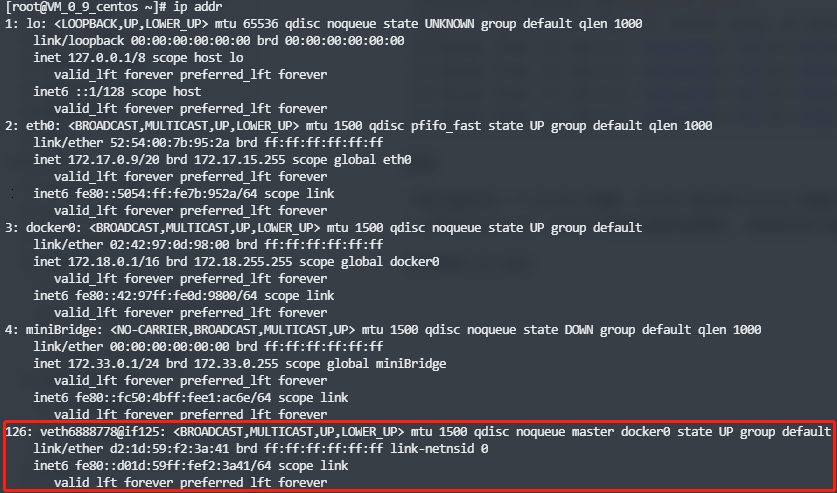 [root@VM_0_9_centos ~]# ip addr
1: lo: <LOOPBACK,UP,LOWER_UP> mtu 65536 qdisc noqueue state UNKNOWN group default qlen 1000
    link/loopback 00:00:00:00:00:00 brd 00:00:00:00:00:00
    inet 127.0.0.1/8 scope host lo
       valid_lft forever preferred_lft forever
    inet6 ::1/128 scope host
       valid_lft forever preferred_lft forever
2: eth0: <BROADCAST,MULTICAST,UP,LOWER_UP> mtu 1500 qdisc pfifo_fast state UP group default qlen 1000
    link/ether 52:54:00:7b:95:2a brd ff:ff:ff:ff:ff:ff
    inet 172.17.0.9/20 brd 172.17.15.255 scope global eth0
       valid_lft forever preferred_lft forever
    inet6 fe80::5054:ff:fe7b:952a/64 scope link
       valid_lft forever preferred_lft forever
3: docker0: <BROADCAST,MULTICAST,UP,LOWER_UP> mtu 1500 qdisc noqueue state UP group default
    link/ether 02:42:97:0d:98:00 brd ff:ff:ff:ff:ff:ff
    inet 172.18.0.1/16 brd 172.18.255.255 scope global docker0
       valid_lft forever preferred_lft forever
    inet6 fe80::42:97ff:fe0d:9800/64 scope link
       valid_lft forever preferred_lft forever
4: miniBridge: <NO-CARRIER,BROADCAST,MULTICAST,UP> mtu 1500 qdisc noqueue state DOWN group default qlen 1000
    link/ether 00:00:00:00:00:00 brd ff:ff:ff:ff:ff:ff
    inet 172.33.0.1/24 brd 172.33.0.255 scope global miniBridge
       valid_lft forever preferred_lft forever
    inet6 fe80::fc50:4bff:fee1:ac6e/64 scope link
       valid_lft forever preferred_lft forever
126: veth6888778@if125: <BROADCAST,MULTICAST,UP,LOWER_UP> mtu 1500 qdisc noqueue master docker0 state UP group default
    link/ether d2:1d:59:f2:3a:41 brd ff:ff:ff:ff:ff:ff link-netnsid 0
    inet6 fe80::d01d:59ff:fef2:3a41/64 scope link
       valid_lft forever preferred_lft forever